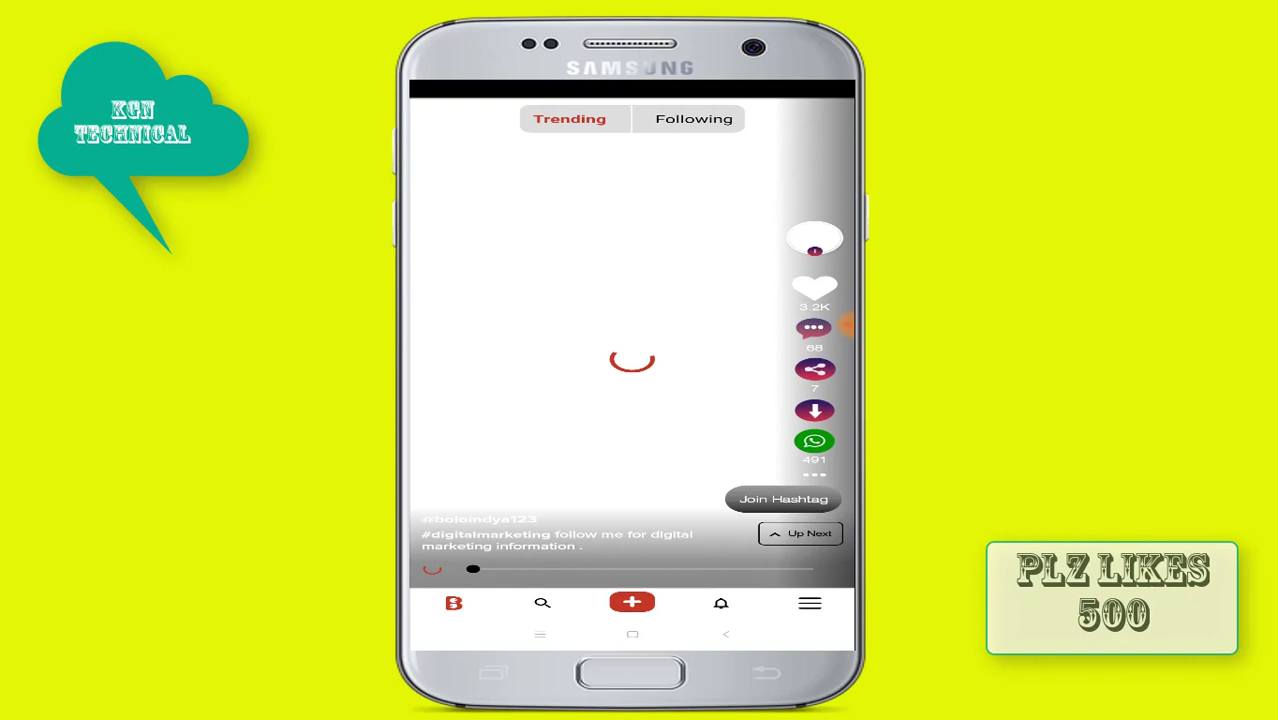 KGN
TECHNICAL
SAMSUNG
Trending
Following
3.2K
68
7
491
Join Hashtag
#boloindya123
#digitalmarketing follow me for digital
marketing information .
Up Next
B
PLZ LIKES
500